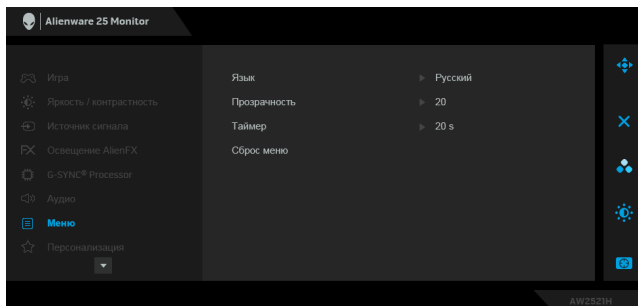 Alienware 25 Monitor
Игра
Яркость / контрастность
Источник сигнала
FX Освещение AlienFX
G-SYNC® Processor
Аудио
Меню
Персонализация
Язык Русский
Прозрачность 20
Таймер 20 s
Сброс меню
AW2521H